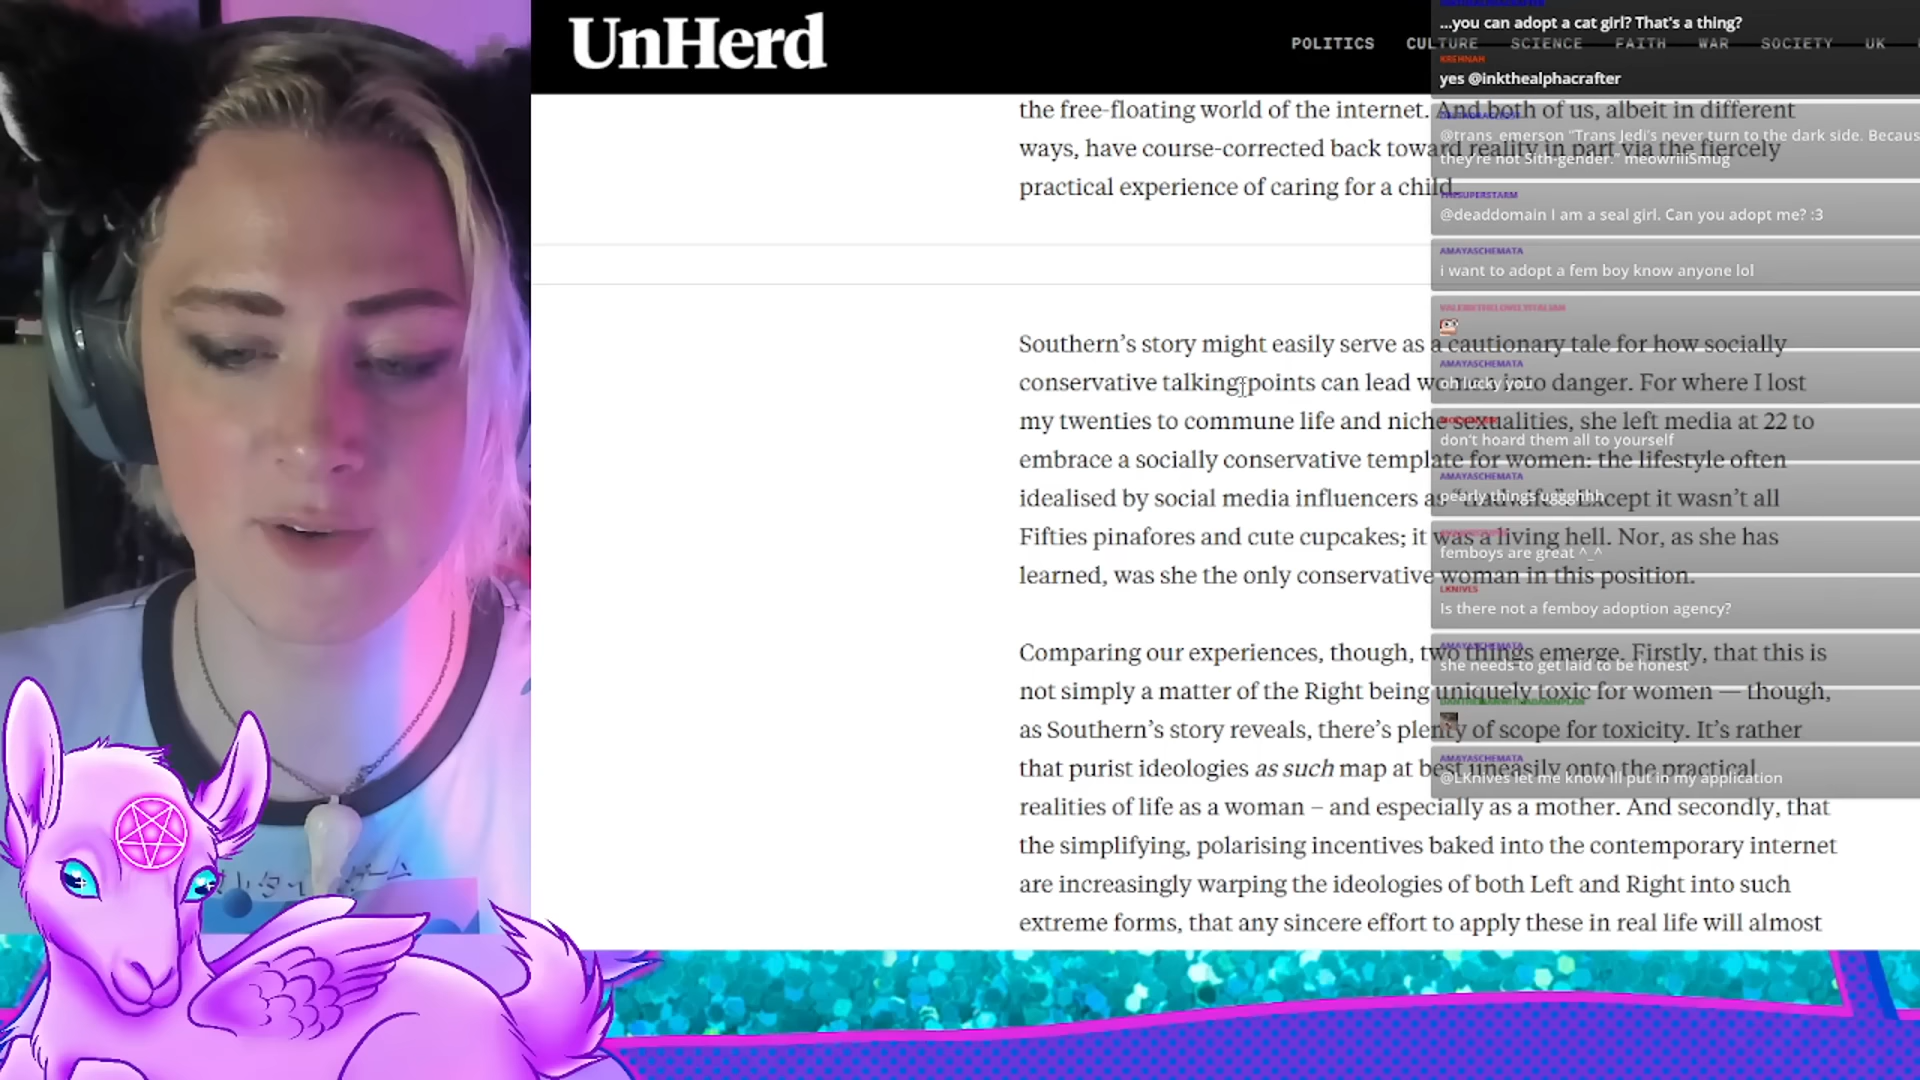 UnHerd
POLITICS CULTURE SCIENCE FAITH WAR SOCIETY UK
the free-floating world of the internet. And both of us, albeit in different
ways, have course-corrected back toward reality in part via the fiercely
practical experience of caring for a child.
Southern’s story might easily serve as a cautionary tale for how socially
conservative talking points can lead women into danger. For where I lost
my twenties to commune life and niche sexualities, she left media at 22 to
embrace a socially conservative template for women: the lifestyle often
idealised by social media influencers as “tradwife”. Except it wasn’t all
Fifties pinafores and cute cupcakes; it was a living hell. Nor, as she has
learned, was she the only conservative woman in this position.
Comparing our experiences, though, two things emerge. Firstly, that this is
not simply a matter of the Right being uniquely toxic for women — though,
as Southern’s story reveals, there’s plenty of scope for toxicity. It’s rather
that purist ideologies as such map at best uneasily onto the practical
realities of life as a woman – and especially as a mother. And secondly, that
the simplifying, polarising incentives baked into the contemporary internet
are increasingly warping the ideologies of both Left and Right into such
extreme forms, that any sincere effort to apply these in real life will almost
...you can adopt a cat girl? That's a thing?
KREHNAH
yes @inkthealphacrafter
@trans_emerson "Trans Jedi's never turn to the dark side. Becaus
they're not Sith-gender." meowriiiSmug
@deaddomain I am a seal girl. Can you adopt me? :3
AMAYASCHEMATA
i want to adopt a fem boy know anyone lol
AMAYASCHEMATA
oh lucky you
don't hoard them all to yourself
AMAYASCHEMATA
pearly things uggghhh
femboys are great ^_^
LKNIVES
Is there not a femboy adoption agency?
AMAYASCHEMATA
she needs to get laid to be honest
AMAYASCHEMATA
@LKnives let me know Ill put in my application